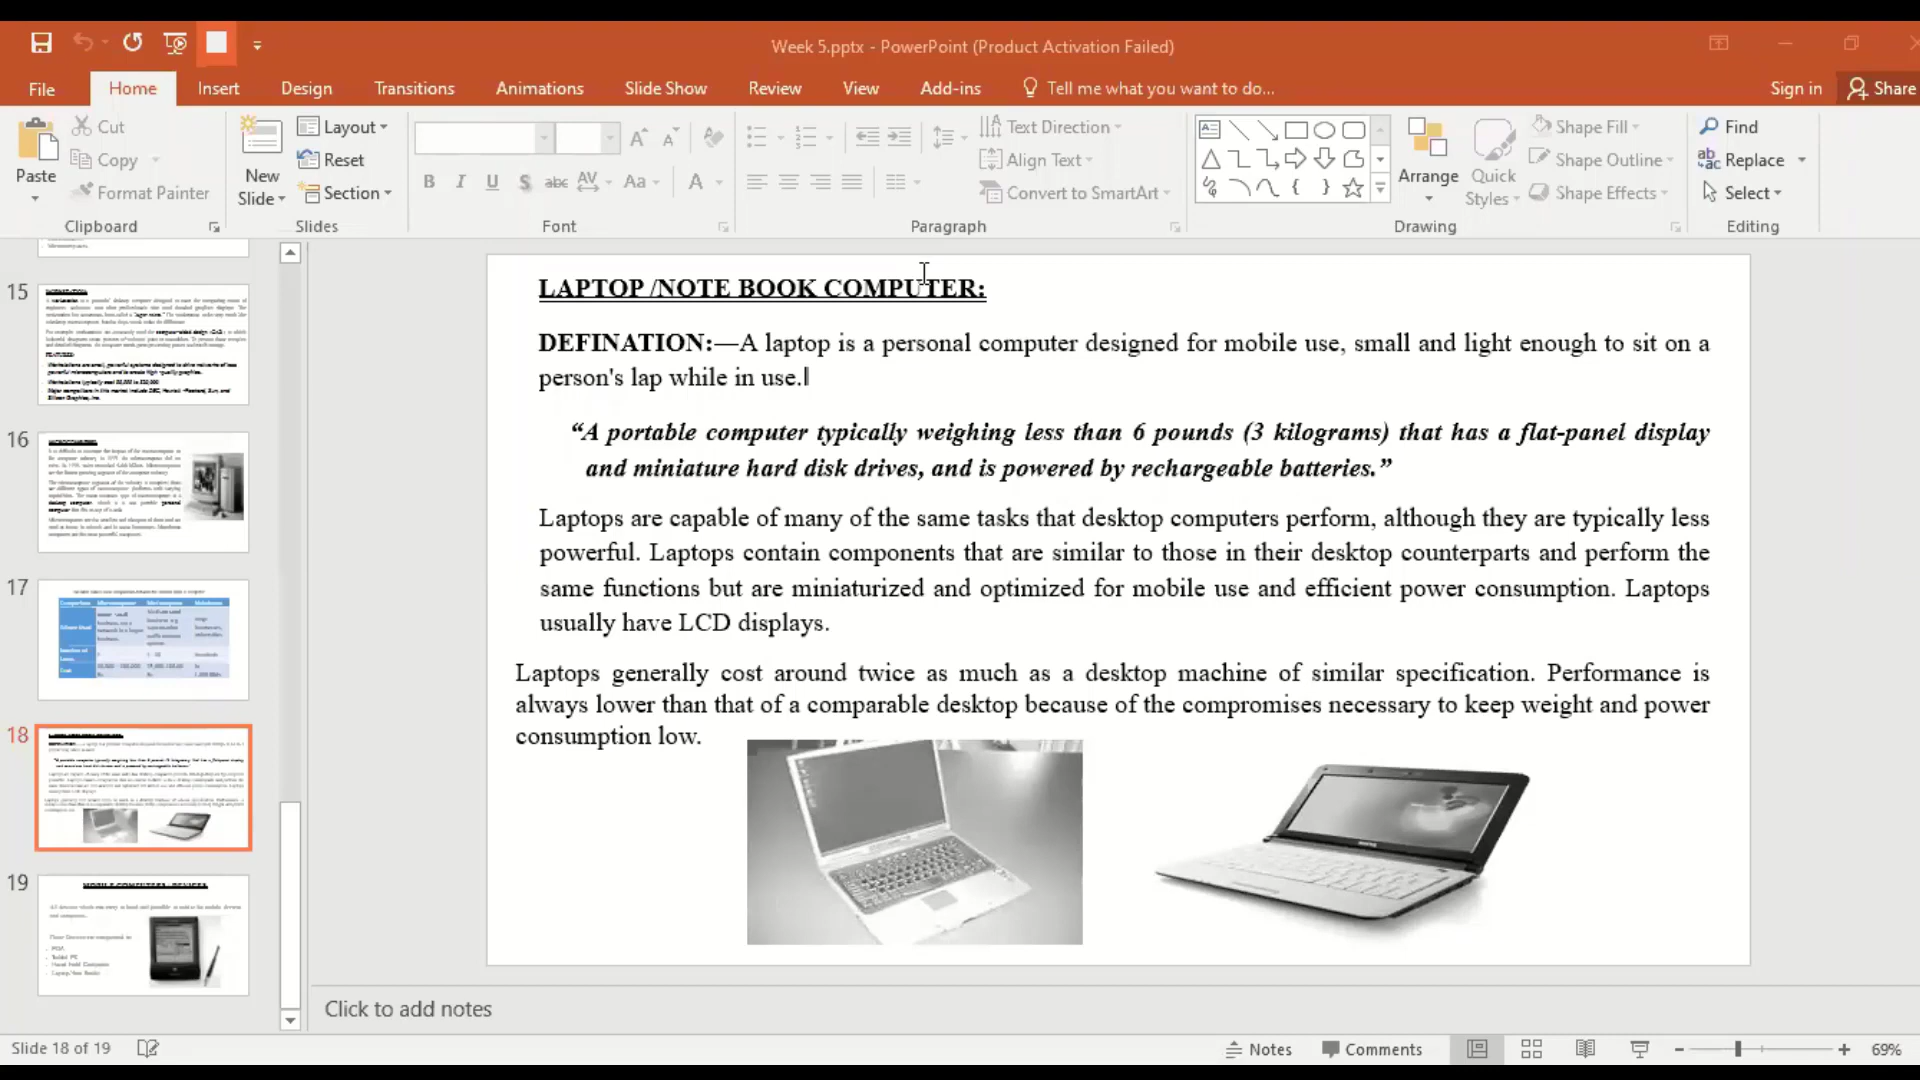 Week 5.pptx - PowerPoint (Product Activation Failed)
File Home Insert Design Transitions Animations Slide Show Review View Add-ins Tell me what you want to do... Sign in Share
Paste
Cut
Copy
Format Painter
Clipboard
New Slide
Layout
Reset
Section
Slides
B I U S abc AV Aa A
Font
Text Direction
Align Text
Convert to SmartArt
Paragraph
Arrange
Quick Styles
Shape Fill
Shape Outline
Shape Effects
Drawing
Find
Replace
Select
Editing
15
16
17
18
19
MOBILE COMPUTERS / DEVICES
LAPTOP /NOTE BOOK COMPUTER:
DEFINATION:—A laptop is a personal computer designed for mobile use, small and light enough to sit on a
person's lap while in use.
“A portable computer typically weighing less than 6 pounds (3 kilograms) that has a flat-panel display
and miniature hard disk drives, and is powered by rechargeable batteries.”
Laptops are capable of many of the same tasks that desktop computers perform, although they are typically less
powerful. Laptops contain components that are similar to those in their desktop counterparts and perform the
same functions but are miniaturized and optimized for mobile use and efficient power consumption. Laptops
usually have LCD displays.
Laptops generally cost around twice as much as a desktop machine of similar specification. Performance is
always lower than that of a comparable desktop because of the compromises necessary to keep weight and power
consumption low.
Click to add notes
Slide 18 of 19
Notes Comments 69%